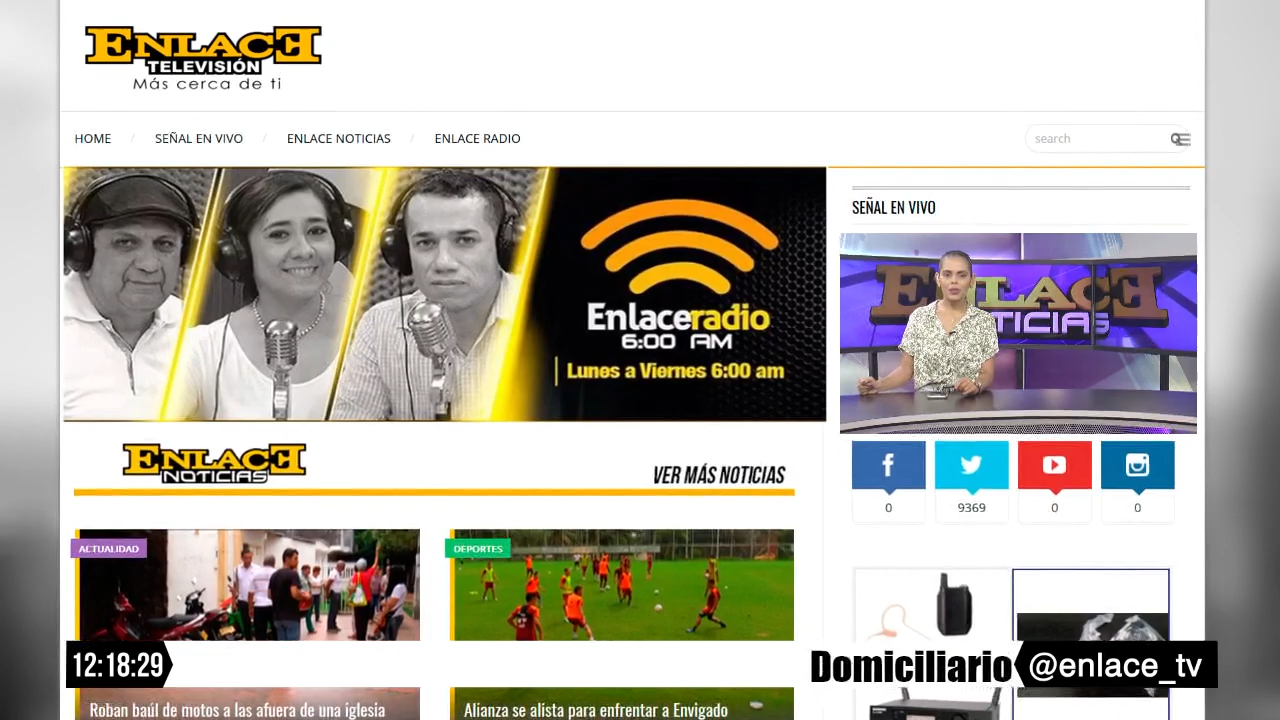 ENLACE
TELEVISIÓN
Más cerca de ti
HOME / SEÑAL EN VIVO / ENLACE NOTICIAS / ENLACE RADIO
search
Enlaceradio
6:00 AM
Lunes a Viernes 6:00 am
SEÑAL EN VIVO
ENLACE
TICIAS
ENLACE
NOTICIAS
VER MÁS NOTICIAS
0
9369
0
0
ACTUALIDAD
DEPORTES
12:18:29
Domiciliario
@enlace_tv
Roban baúl de motos a las afuera de una iglesia
Alianza se alista para enfrentar a Envigado